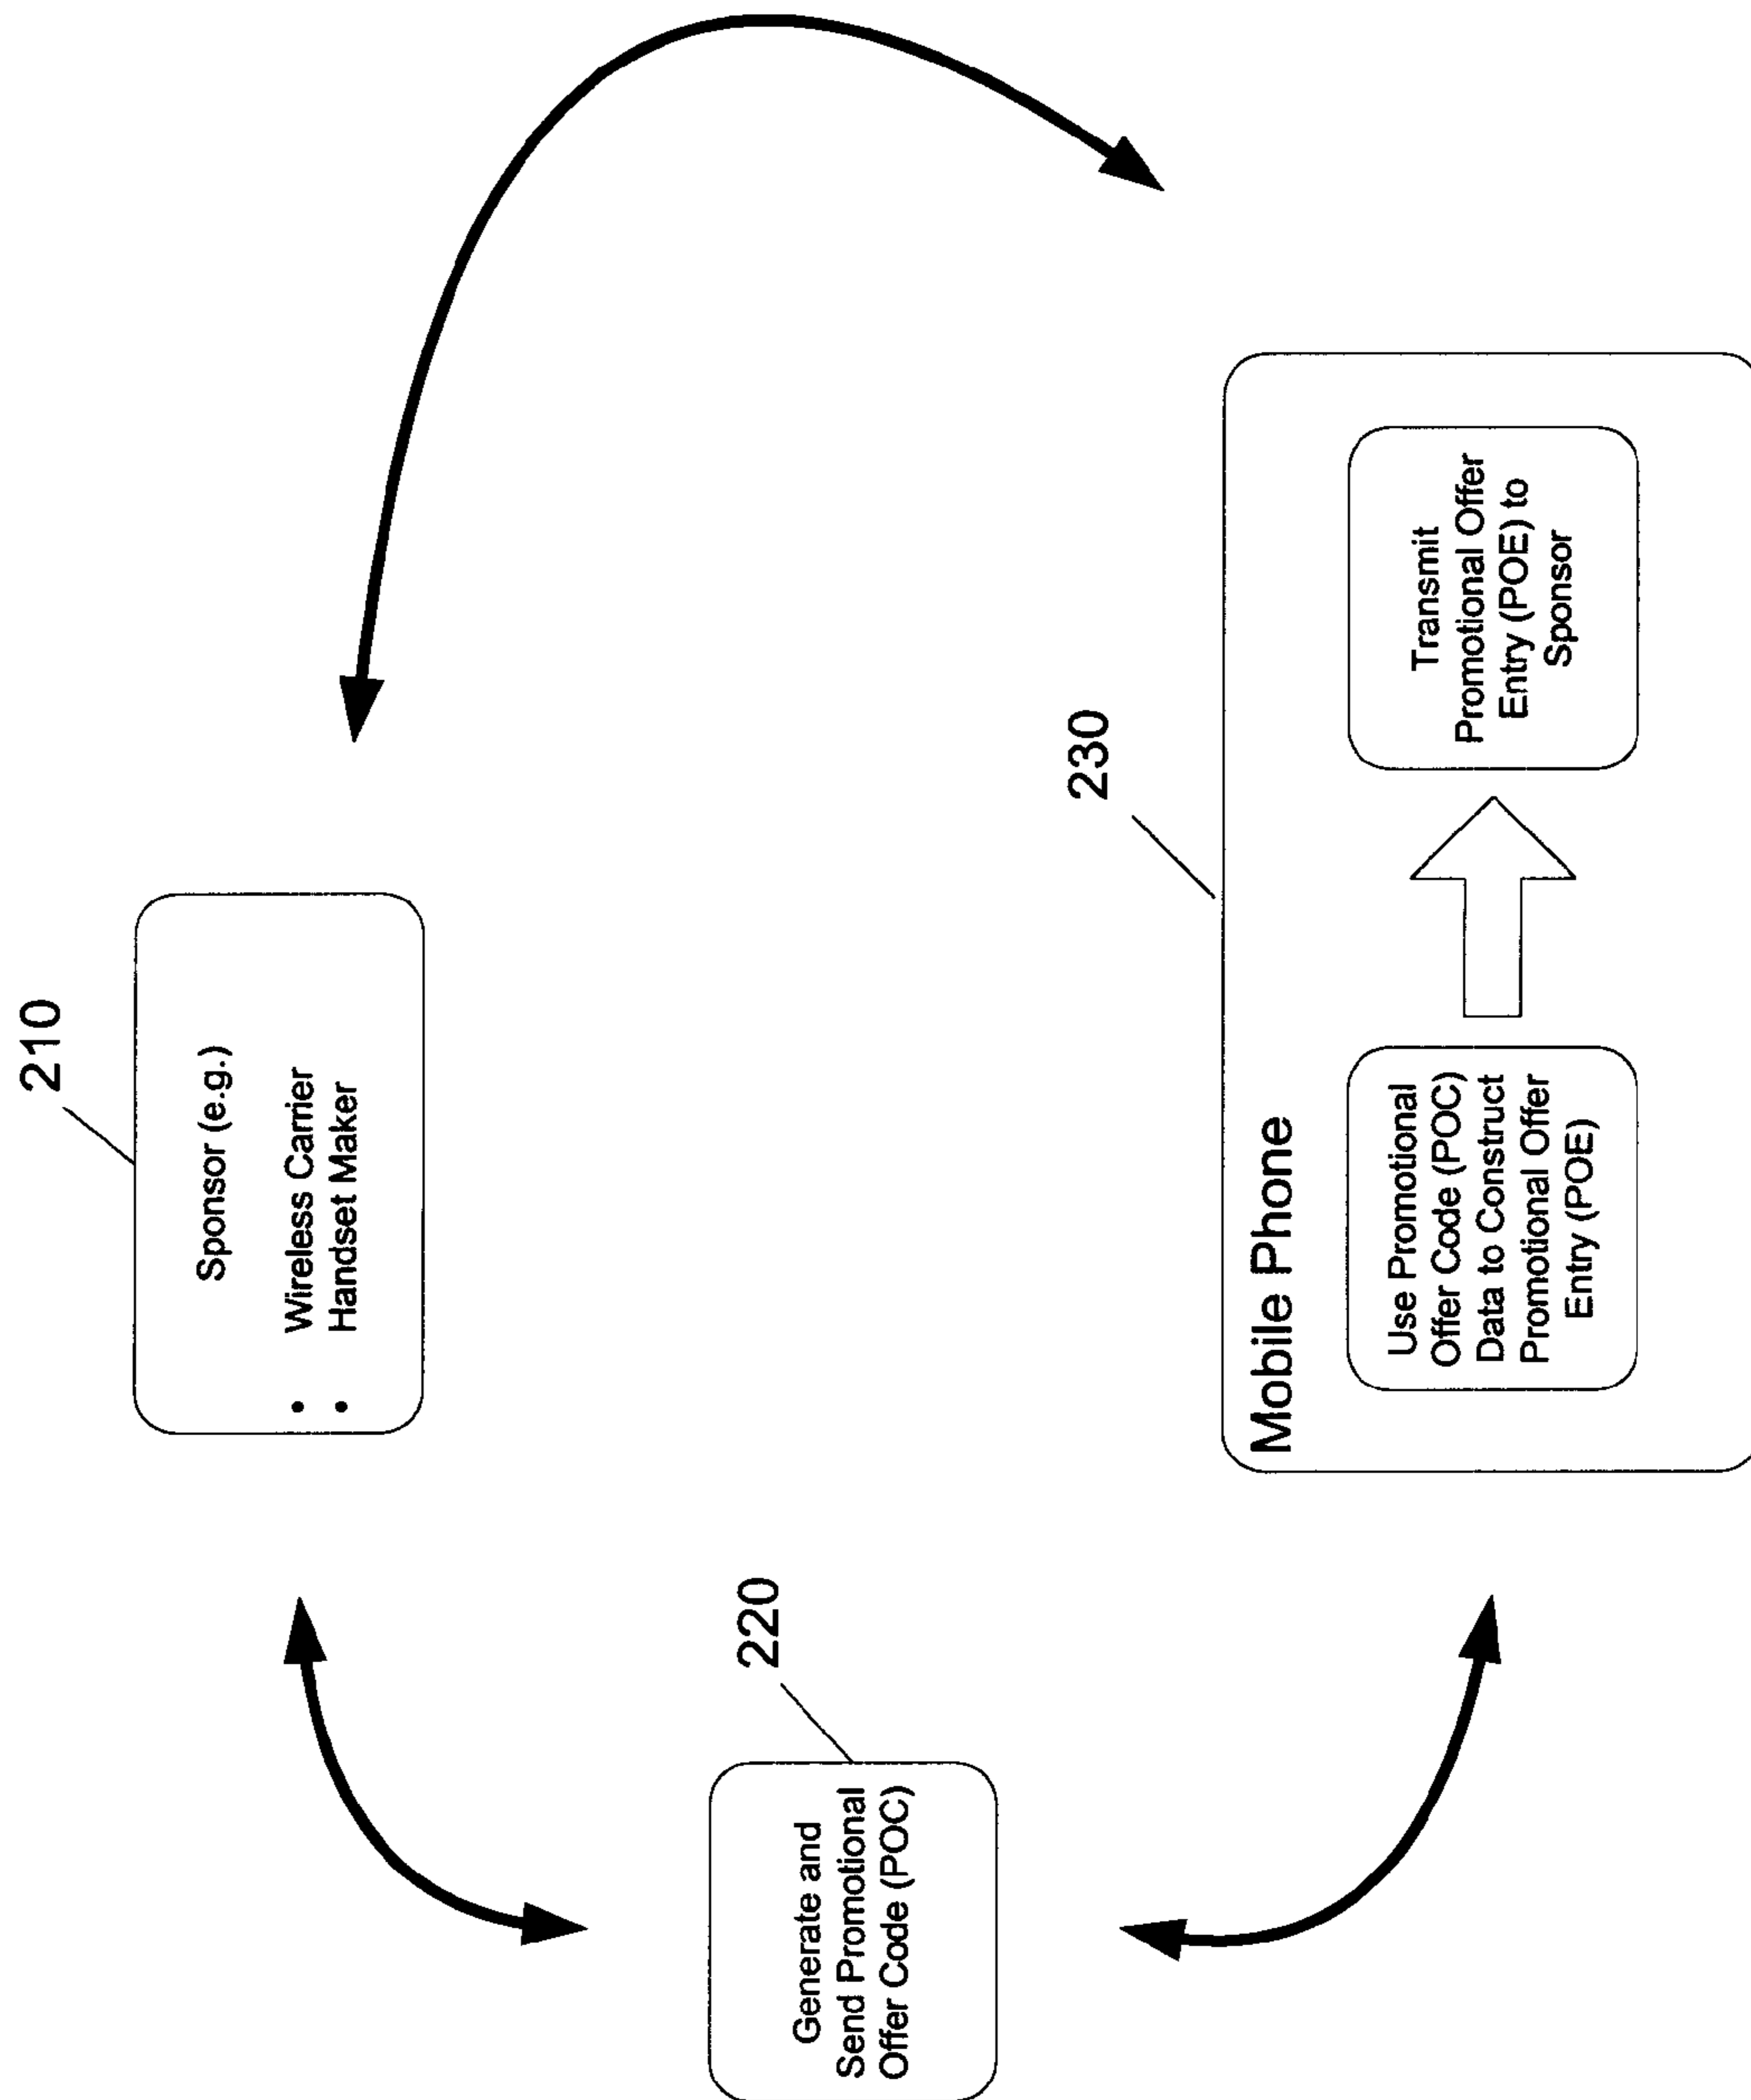 210
Sponsor (e.g.)
• Wireless Carrier
• Handset Maker
220
Generate and
Send Promotional
Offer Code (POC)
230
Mobile Phone
Use Promotional
Offer Code (POC)
Data to Construct
Promotional Offer
Entry (POE)
Transmit
Promotional Offer
Entry (POE) to
Sponsor